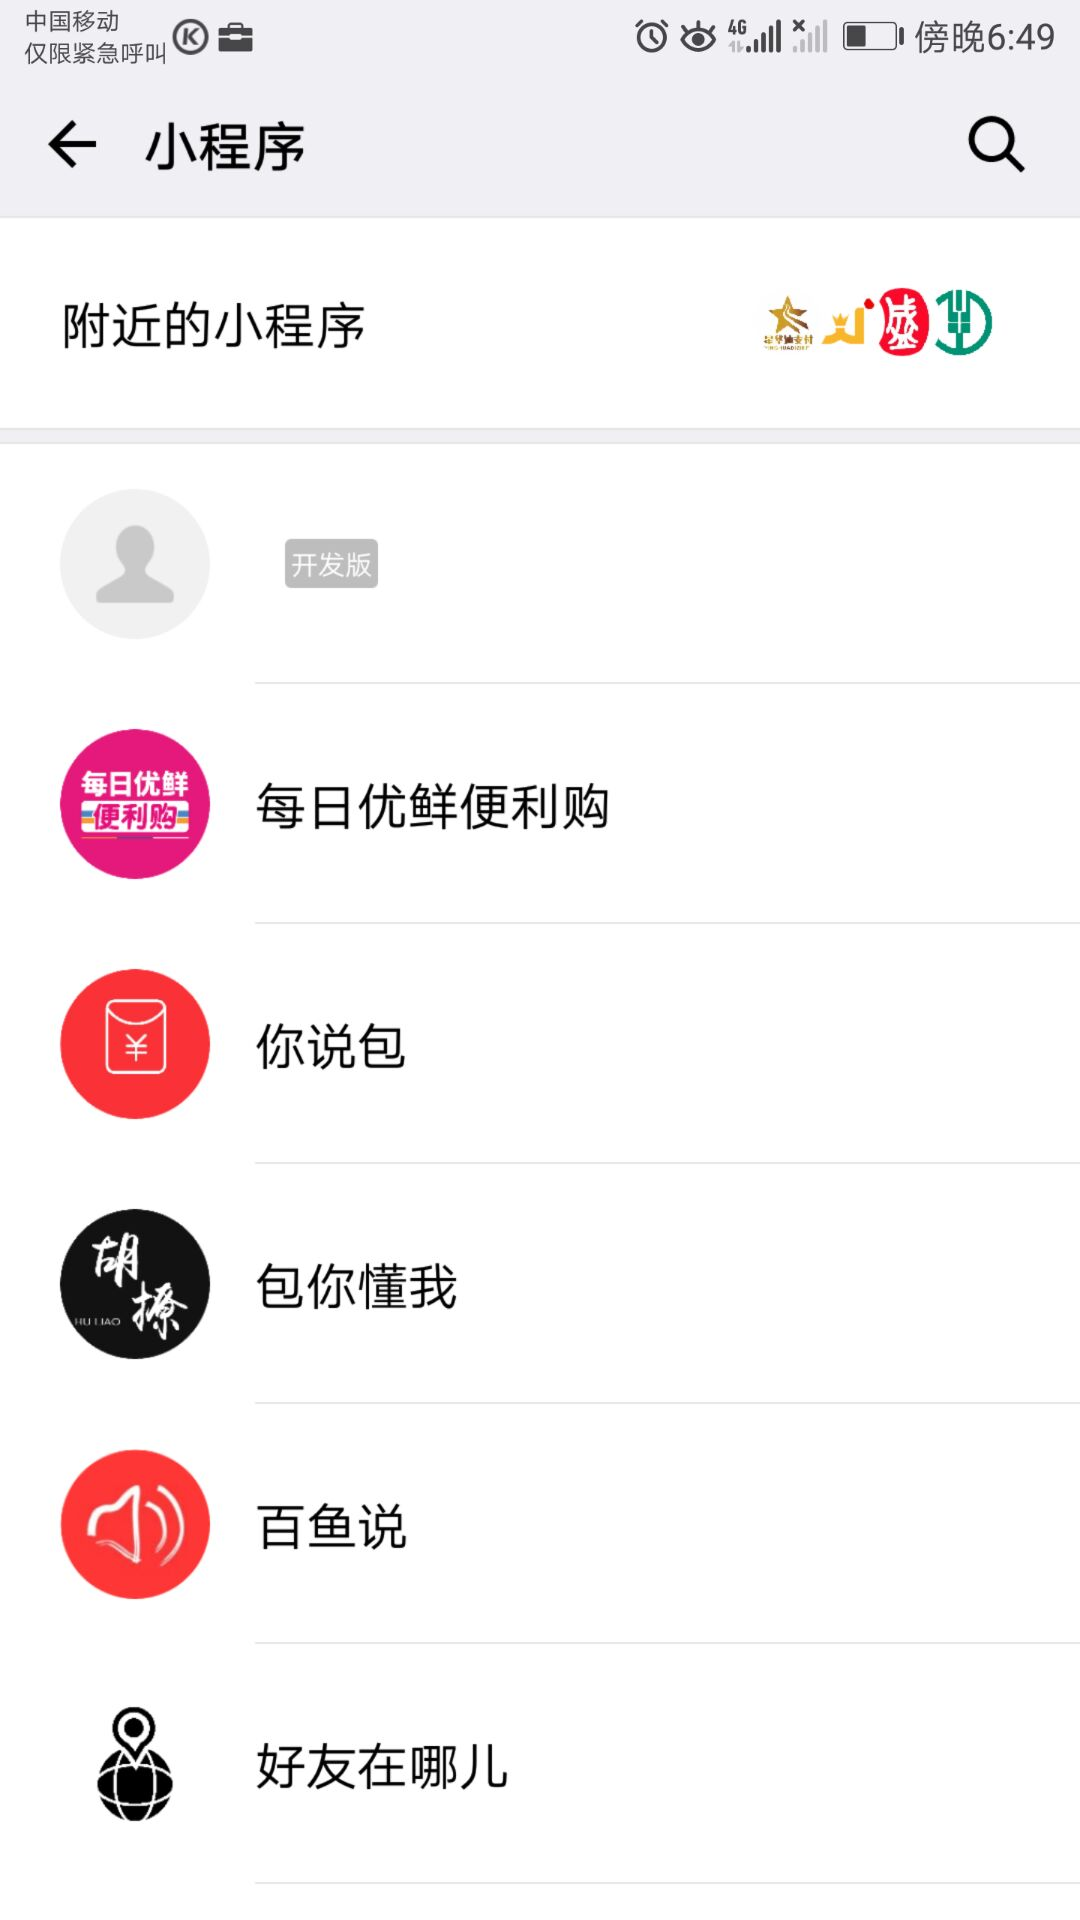 中国移动
仅限紧急呼叫
K
4G
傍晚6:49
小程序
附近的小程序
盛
开发版
每日优鲜
便利购
每日优鲜便利购
¥
你说包
胡
撩
HU LIAO
包你懂我
百鱼说
好友在哪儿